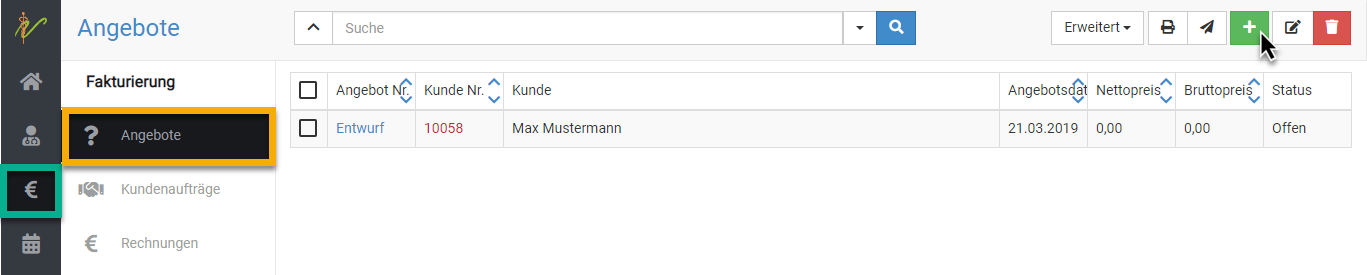 Angebote
Suche
Erweitert
Fakturierung
Angebote
Kundenaufträge
€ Rechnungen
Angebot Nr. Kunde Nr. Kunde Angebotsdat Nettopreis Bruttopreis Status
Entwurf 10058 Max Mustermann 21.03.2019 0,00 0,00 Offen